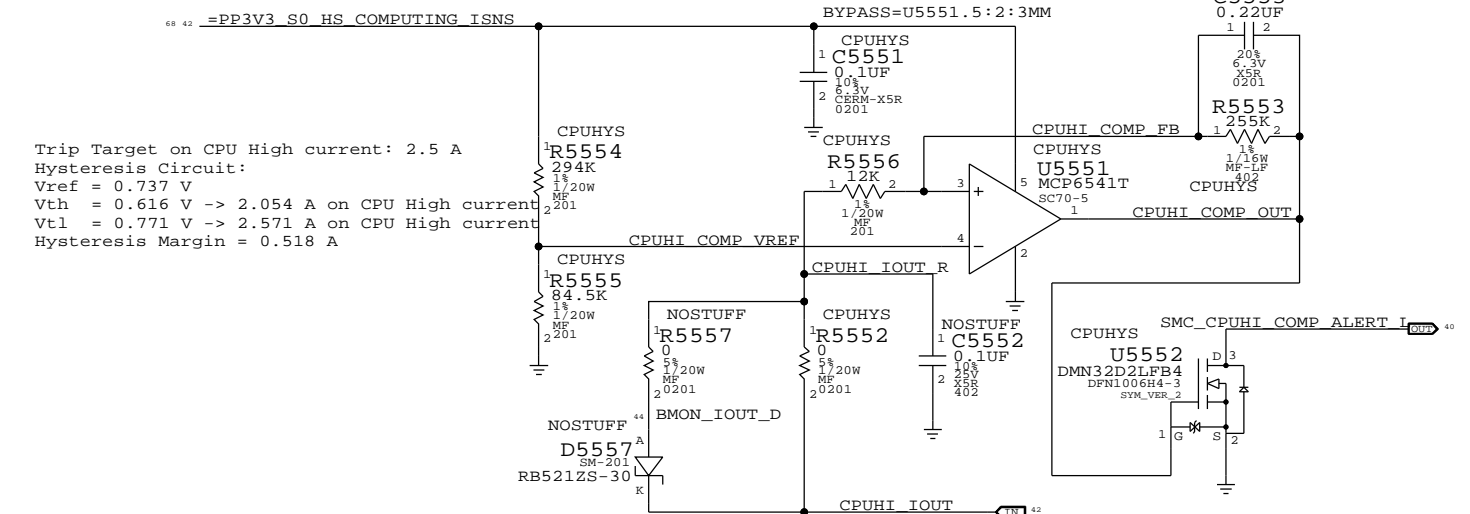 68 42 =PP3V3_S0_HS_COMPUTING_ISNS
BYPASS=U5551.5:2:3MM
0.22UF
1 2
20%
6.3V
X5R
0201
CPUHYS
1 C5551
0.1UF
10%
6.3V
2 CERM-X5R
0201
R5553
255K
1 2
1%
1/16W
MF-LF
402
CPUHYS
CPUHI_COMP_FB
CPUHYS
U5551
MCP6541T
SC70-5
5
3 +
4 -
1
2
CPUHI_COMP_OUT
CPUHYS
R5556
12K
1 2
1%
1/20W
MF
201
Trip Target on CPU High current: 2.5 A
Hysteresis Circuit:
Vref = 0.737 V
Vth = 0.616 V -> 2.054 A on CPU High current
Vtl = 0.771 V -> 2.571 A on CPU High current
Hysteresis Margin = 0.518 A
CPUHYS
1 R5554
294K
1%
1/20W
MF
2 201
CPUHI_COMP_VREF
CPUHYS
1 R5555
84.5K
1%
1/20W
MF
2 201
CPUHI_IOUT_R
NOSTUFF
1 R5557
0
5%
1/20W
MF
2 0201
CPUHYS
1 R5552
0
5%
1/20W
MF
2 0201
NOSTUFF
1 C5552
0.1UF
10%
25V
2 X5R
402
44 BMON_IOUT_D
NOSTUFF
A
D5557
SM-201
RB521ZS-30
K
CPUHI_IOUT IN 42
SMC_CPUHI_COMP_ALERT_L OUT 40
CPUHYS
U5552
DMN32D2LFB4
DFN1006H4-3
SYM_VER_2
D 3
1 G S 2